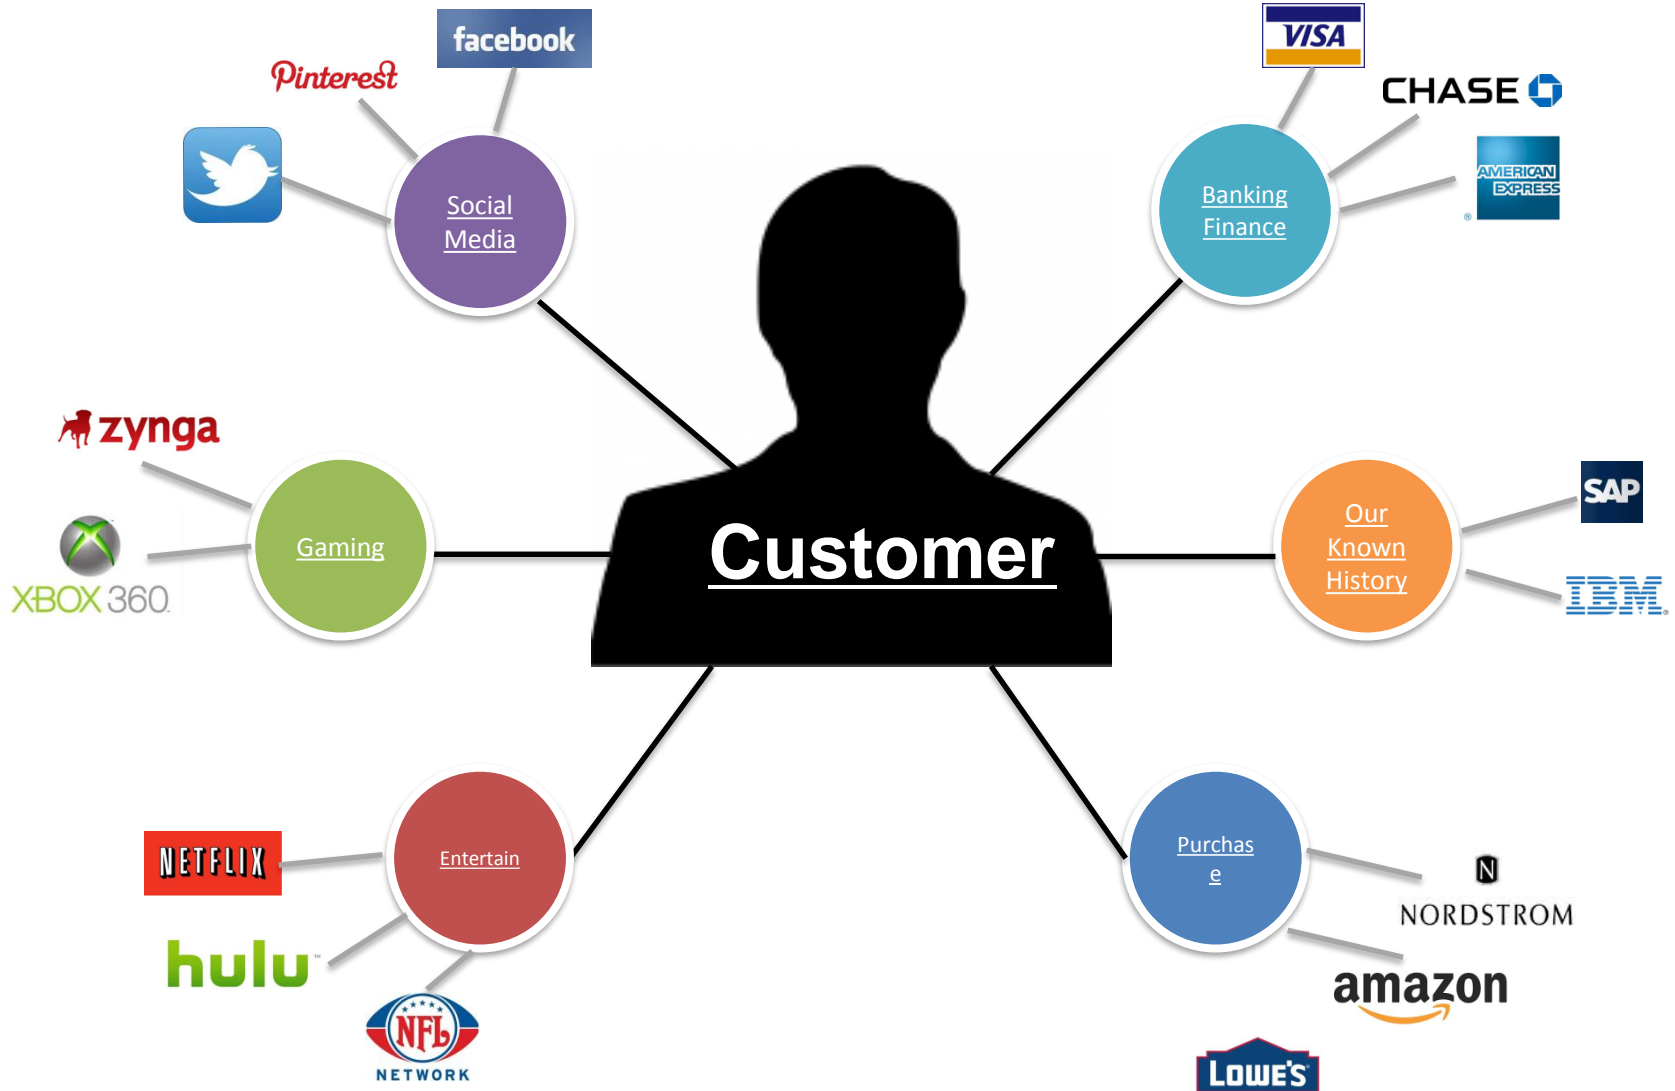 facebook
Pinterest
VISA
CHASE
AMERICAN
EXPRESS
®
Social
Media
Banking
Finance
zynga
XBOX 360
Gaming
Customer
Our
Known
History
SAP
IBM®
NETFLIX
hulu™
Entertain
NFL
NETWORK
Purchas
e
N
NORDSTROM
amazon
LOWE'S